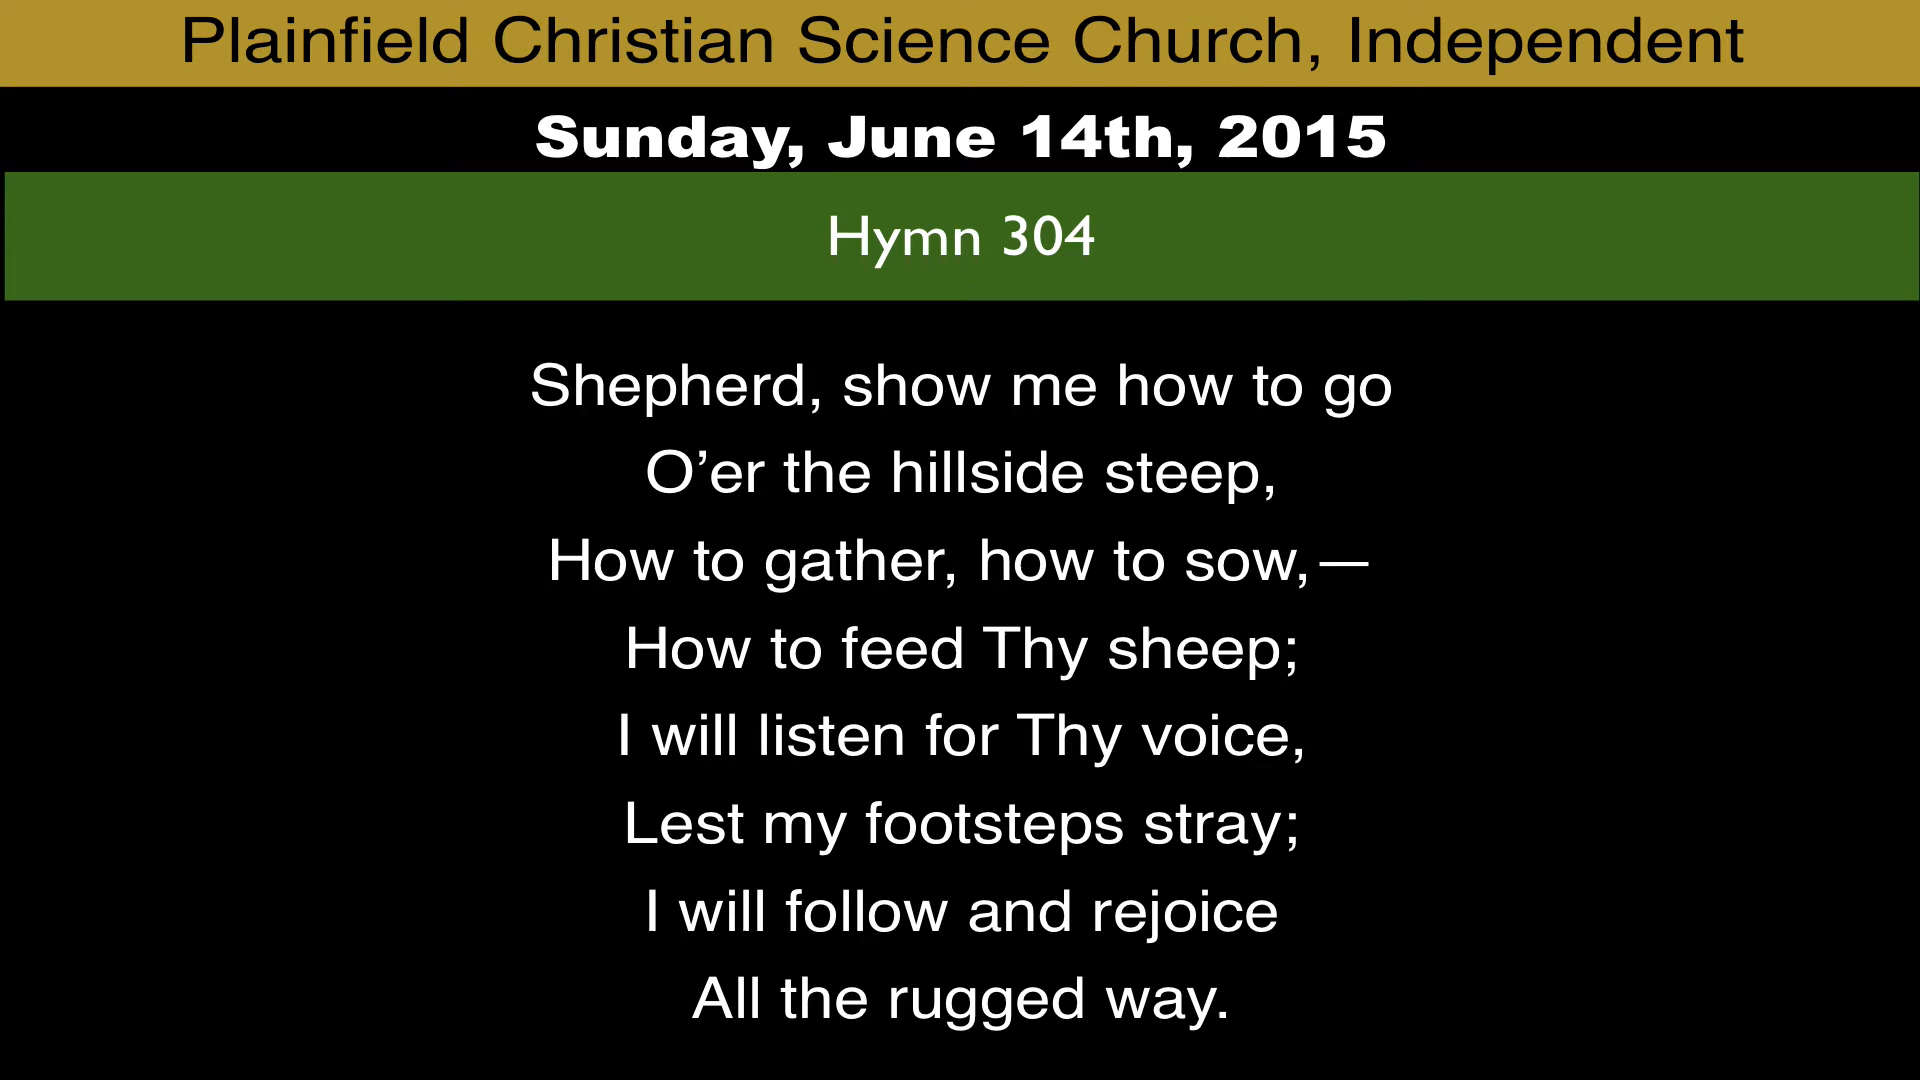 Plainfield Christian Science Church, Independent
Sunday, June 14th, 2015
Hymn 304
Shepherd, show me how to go
O’er the hillside steep,
How to gather, how to sow,—
How to feed Thy sheep;
I will listen for Thy voice,
Lest my footsteps stray;
I will follow and rejoice
All the rugged way.